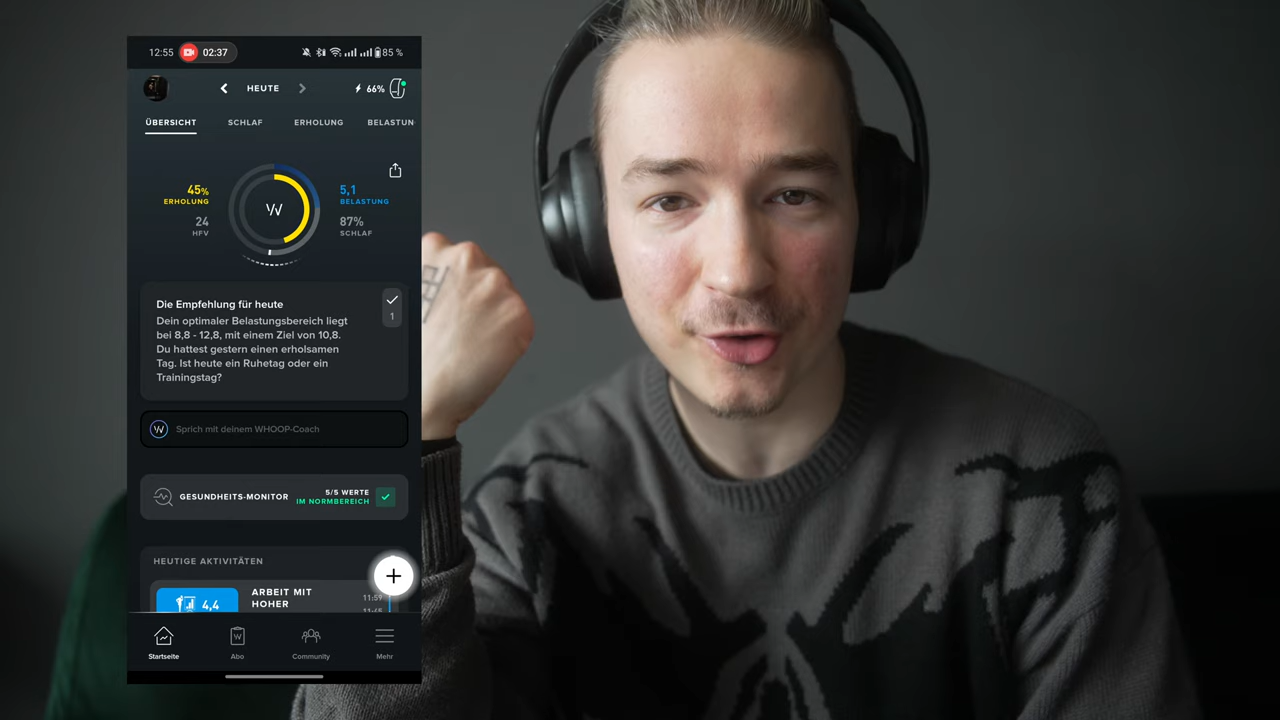 12:55 02:37 85 %
HEUTE 66%
ÜBERSICHT SCHLAF ERHOLUNG BELASTUN
45% 5,1
ERHOLUNG BELASTUNG
24 87%
HFV SCHLAF
Die Empfehlung für heute
Dein optimaler Belastungsbereich liegt
bei 8,8 - 12,8, mit einem Ziel von 10,8.
Du hattest gestern einen erholsamen
Tag. Ist heute ein Ruhetag oder ein
Trainingstag?
1
Sprich mit deinem WHOOP-Coach
GESUNDHEITS-MONITOR
5/5 WERTE
IM NORMBEREICH
HEUTIGE AKTIVITÄTEN
4,4
ARBEIT MIT
HOHER
11:59
Startseite Abo Community Mehr